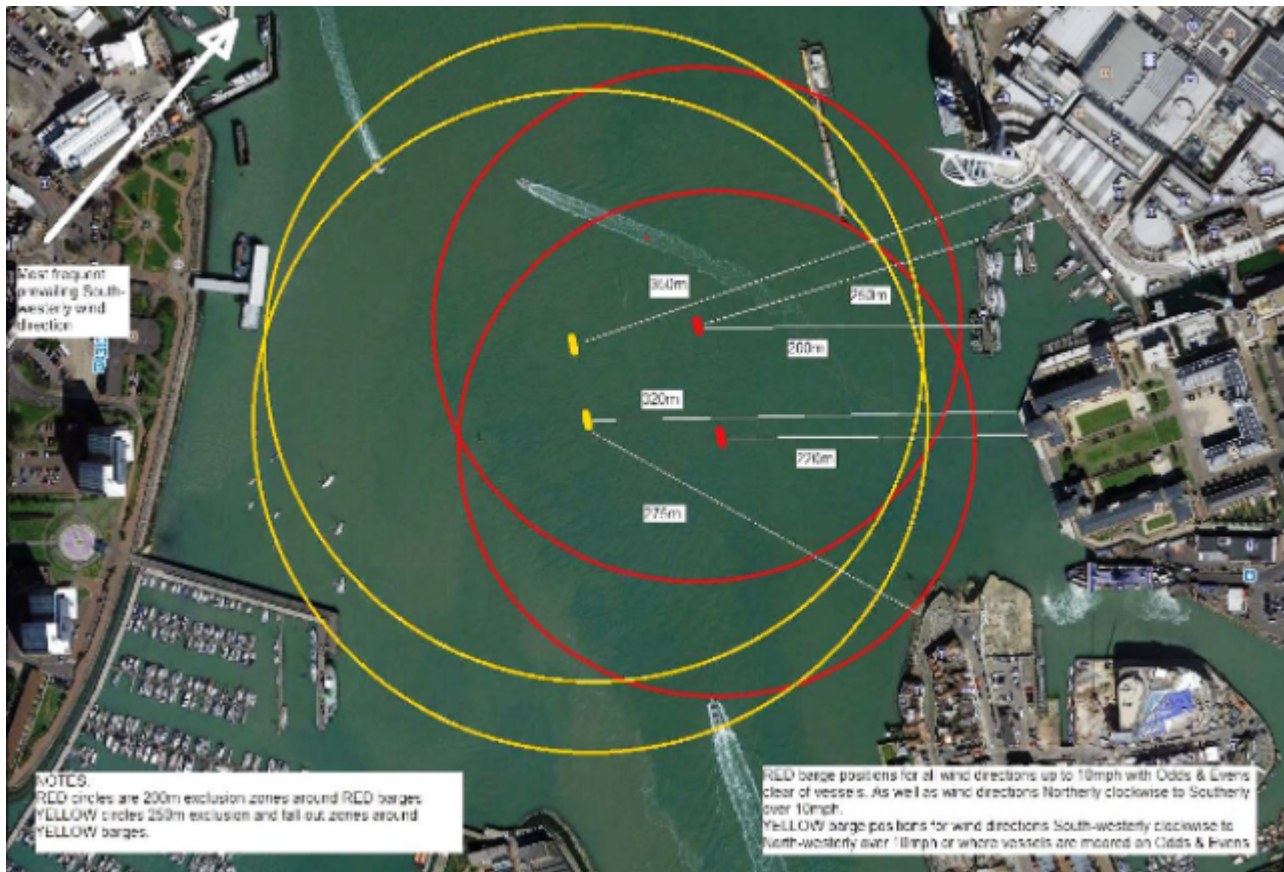 Most frequent
prevailing South-
westerly wind
direction
350m
250m
200m
320m
220m
275m
NOTES.
RED circles are 200m exclusion zones around RED barges
YELLOW circles 250m exclusion and fall-out zones around
YELLOW barges.
RED barge positions for all wind directions up to 10mph with Odds & Evens
clear of vessels. As well as wind directions Northerly clockwise to Southerly
over 10mph.
YELLOW barge positions for wind directions South-westerly clockwise to
North-westerly over 10mph or where vessels are moored on Odds & Evens